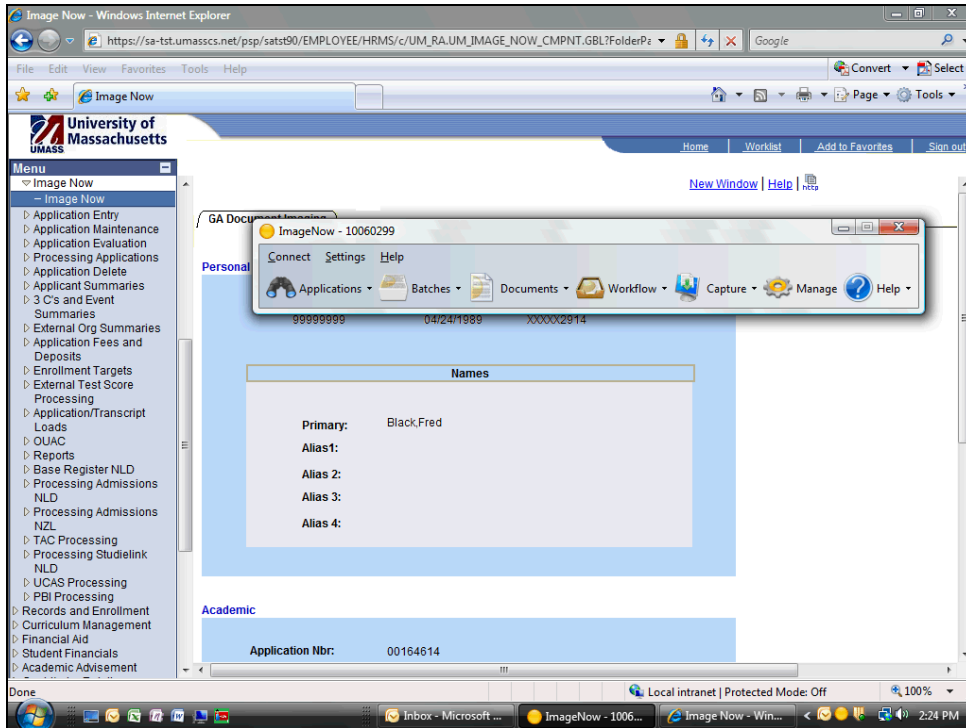 Image Now - Windows Internet Explorer
https://sa-tst.umasscs.net/psp/satst90/EMPLOYEE/HRMS/c/UM_RA.UM_IMAGE_NOW_CMPNT.GBL?FolderPa
Google
File Edit View Favorites Tools Help
Convert Select
Image Now
Page Tools
University of
Massachusetts
UMASS
Home Worklist Add to Favorites Sign out
Menu
New Window | Help | http
Image Now
– Image Now
Application Entry
Application Maintenance
Application Evaluation
Processing Applications
Application Delete
Applicant Summaries
3 C's and Event
Summaries
External Org Summaries
Application Fees and
Deposits
Enrollment Targets
External Test Score
Processing
Application/Transcript
Loads
OUAC
Reports
Base Register NLD
Processing Admissions
NLD
Processing Admissions
NZL
TAC Processing
Processing Studielink
NLD
UCAS Processing
PBI Processing
Records and Enrollment
Curriculum Management
Financial Aid
Student Financials
Academic Advisement
GA Document Imaging
ImageNow - 10060299
Connect Settings Help
Applications Batches Documents Workflow Capture Manage Help
Personal
99999999 04/24/1989 XXXXX2914
Names
Primary: Black,Fred
Alias1:
Alias 2:
Alias 3:
Alias 4:
Academic
Application Nbr: 00164614
Done
Local intranet | Protected Mode: Off 100%
Inbox - Microsoft ... ImageNow - 1006... Image Now - Win... 2:24 PM